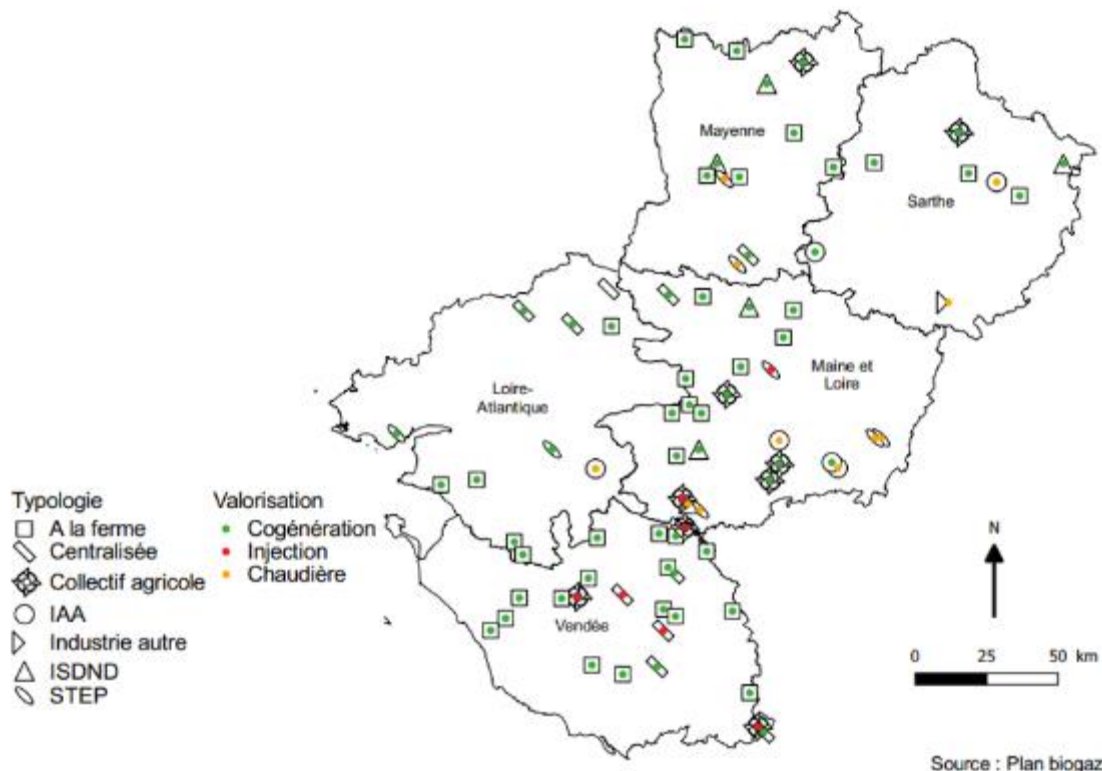 Mayenne
Sarthe
Maine et
Loire
Loire-
Atlantique
Vendée
Typologie
A la ferme
Centralisée
Collectif agricole
IAA
Industrie autre
ISDND
STEP
Valorisation
Cogénération
Injection
Chaudière
N
0 25 50 km
Source : Plan biogaz